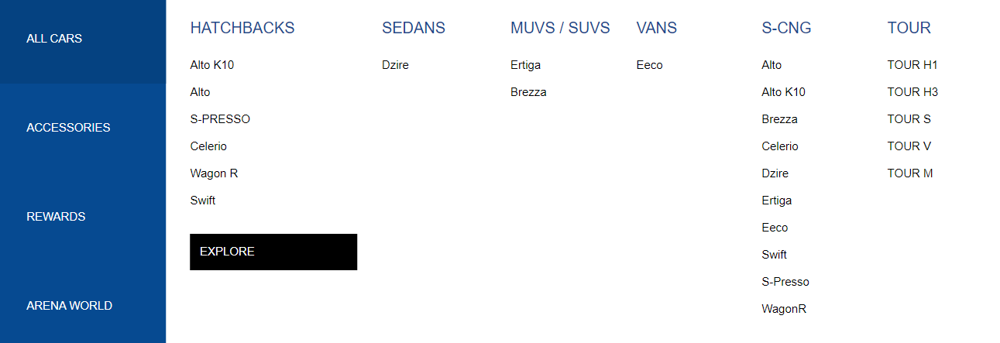 ALL CARS
ACCESSORIES
REWARDS
ARENA WORLD
HATCHBACKS
Alto K10
Alto
S-PRESSO
Celerio
Wagon R
Swift
EXPLORE
SEDANS
Dzire
MUVS / SUVS
Ertiga
Brezza
VANS
Eeco
S-CNG
Alto
Alto K10
Brezza
Celerio
Dzire
Ertiga
Eeco
Swift
S-Presso
WagonR
TOUR
TOUR H1
TOUR H3
TOUR S
TOUR V
TOUR M